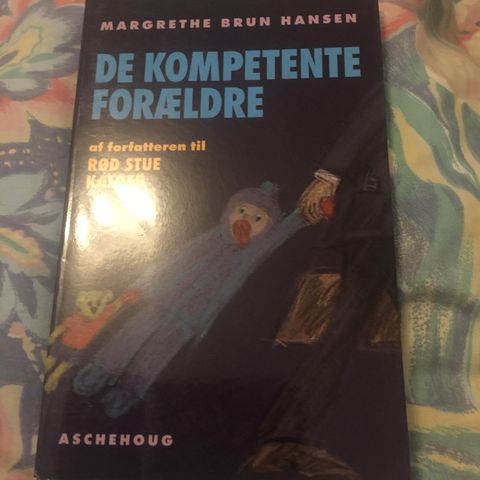 MARGRETHE BRUN HANSEN
DE KOMPETENTE
FORÆLDRE
af forfatteren til
RØD STUE
ASCHEHOUG